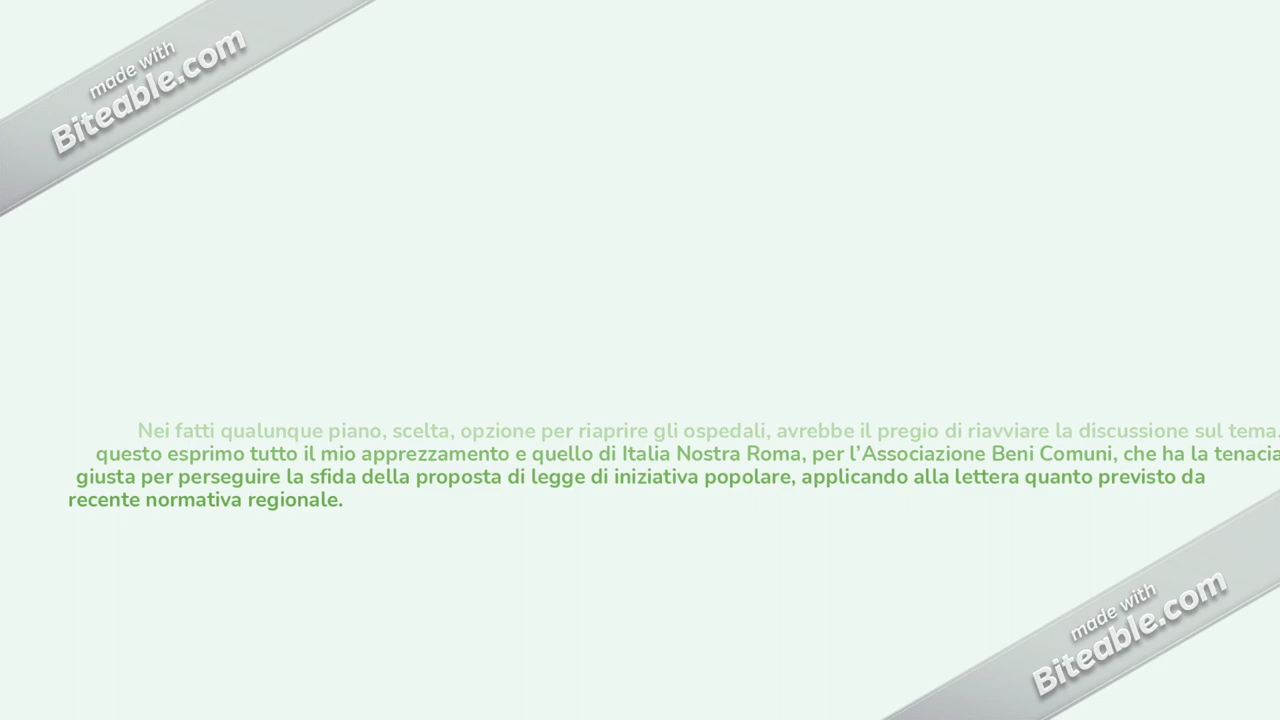 made with
Biteable.com
Nei fatti qualunque piano, scelta, opzione per riaprire gli ospedali, avrebbe il pregio di riavviare la discussione sul tema.
questo esprimo tutto il mio apprezzamento e quello di Italia Nostra Roma, per l’Associazione Beni Comuni, che ha la tenacia
giusta per perseguire la sfida della proposta di legge di iniziativa popolare, applicando alla lettera quanto previsto da
recente normativa regionale.
made with
Biteable.com